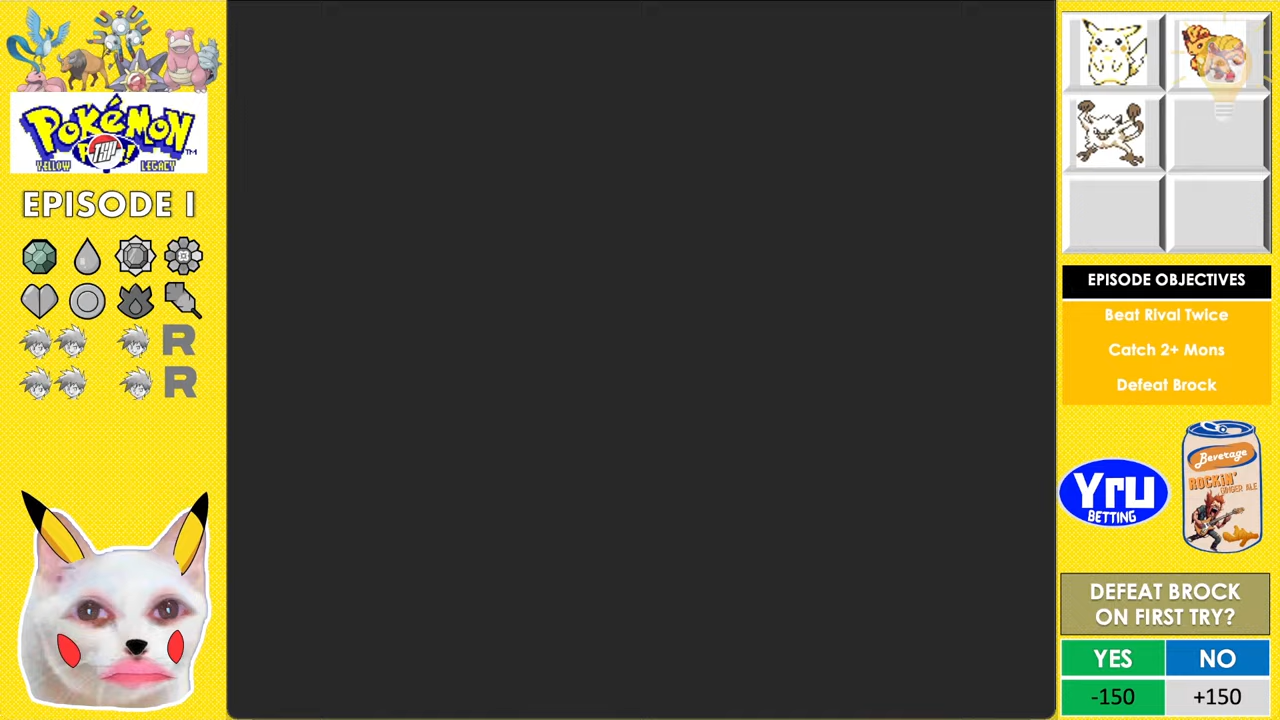 POKéMON
TSP
YELLOW LEGACY
EPISODE I
R
R
EPISODE OBJECTIVES
Beat Rival Twice
Catch 2+ Mons
Defeat Brock
Yru
BETTING
Beverage
ROCKIN'
GINGER ALE
DEFEAT BROCK
ON FIRST TRY?
YES NO
-150 +150